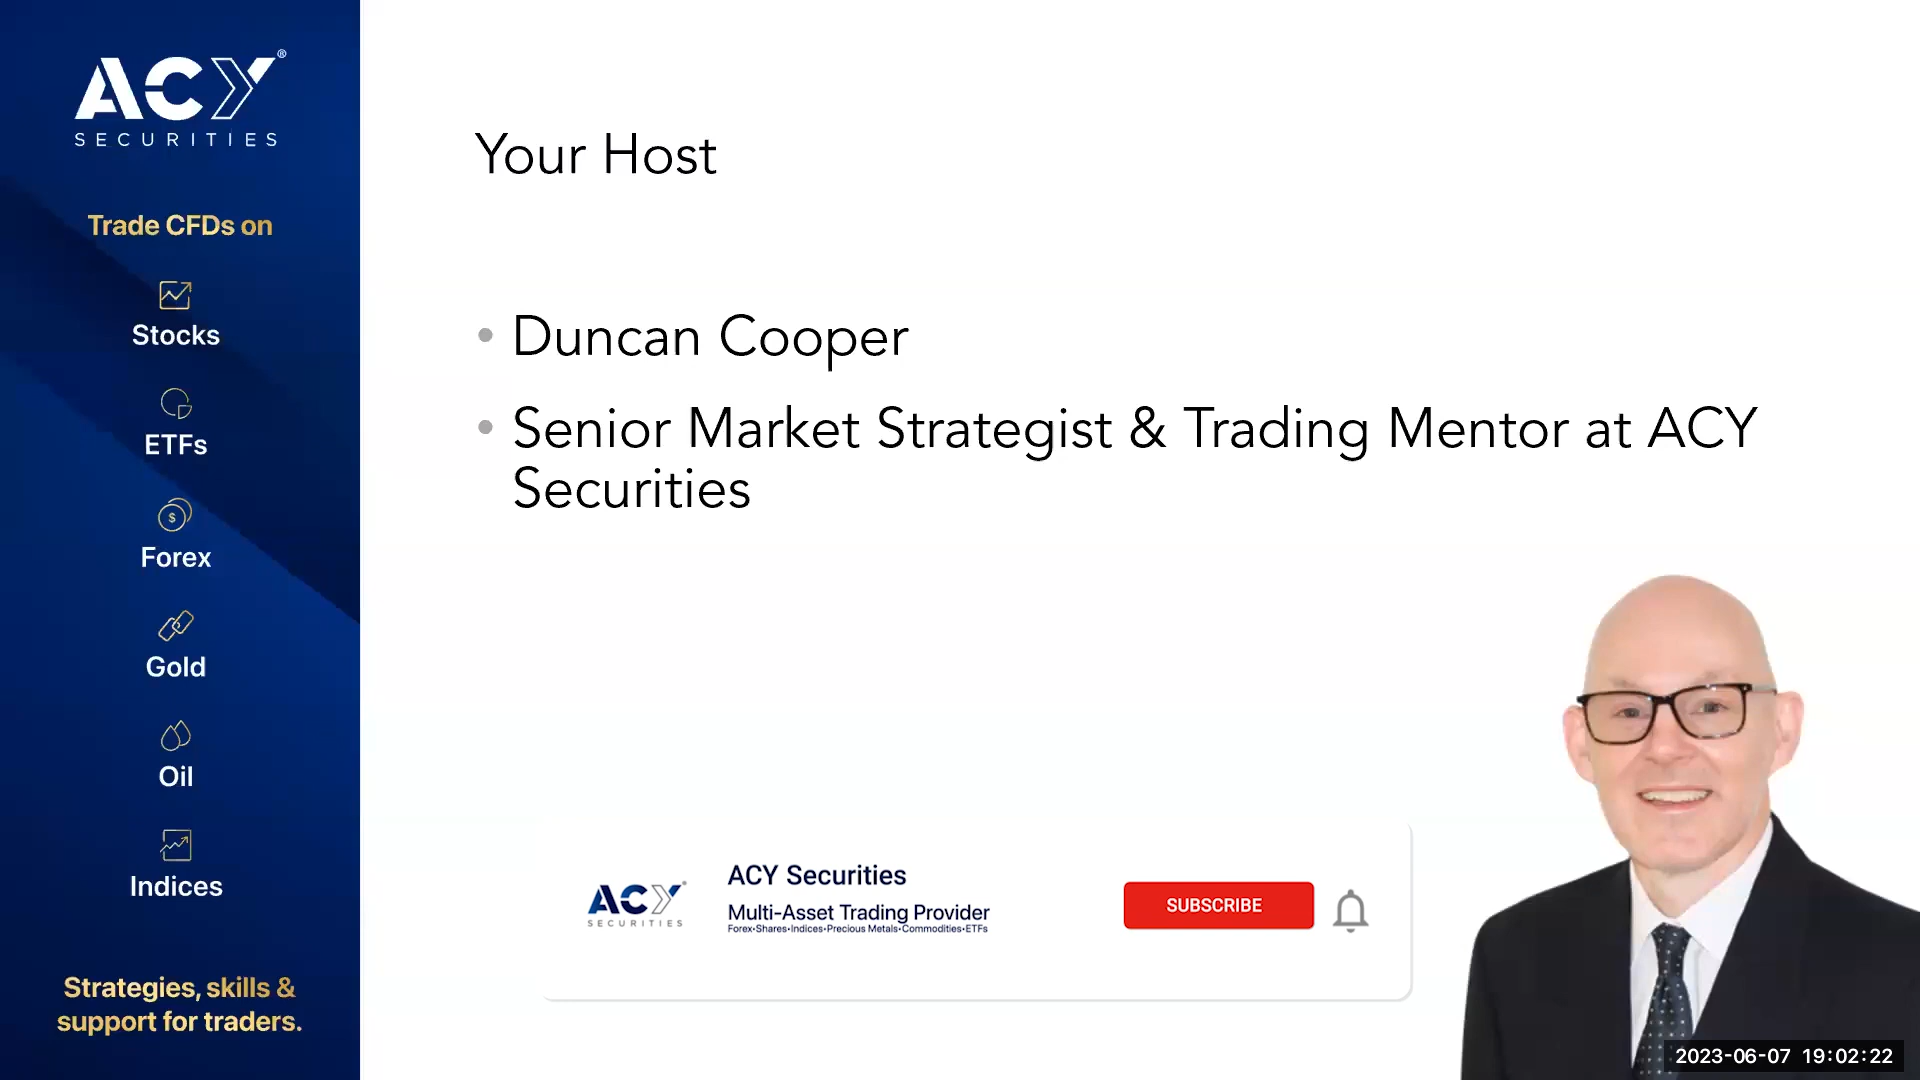 ACY®
SECURITIES
Trade CFDs on
Stocks
ETFs
$
Forex
Gold
Oil
Indices
Strategies, skills &
support for traders.
Your Host
• Duncan Cooper
• Senior Market Strategist & Trading Mentor at ACY
Securities
ACY®
SECURITIES
ACY Securities
Multi-Asset Trading Provider
Forex•Shares•Indices•Precious Metals•Commodities•ETFs
SUBSCRIBE
2023-06-07 19:02:22